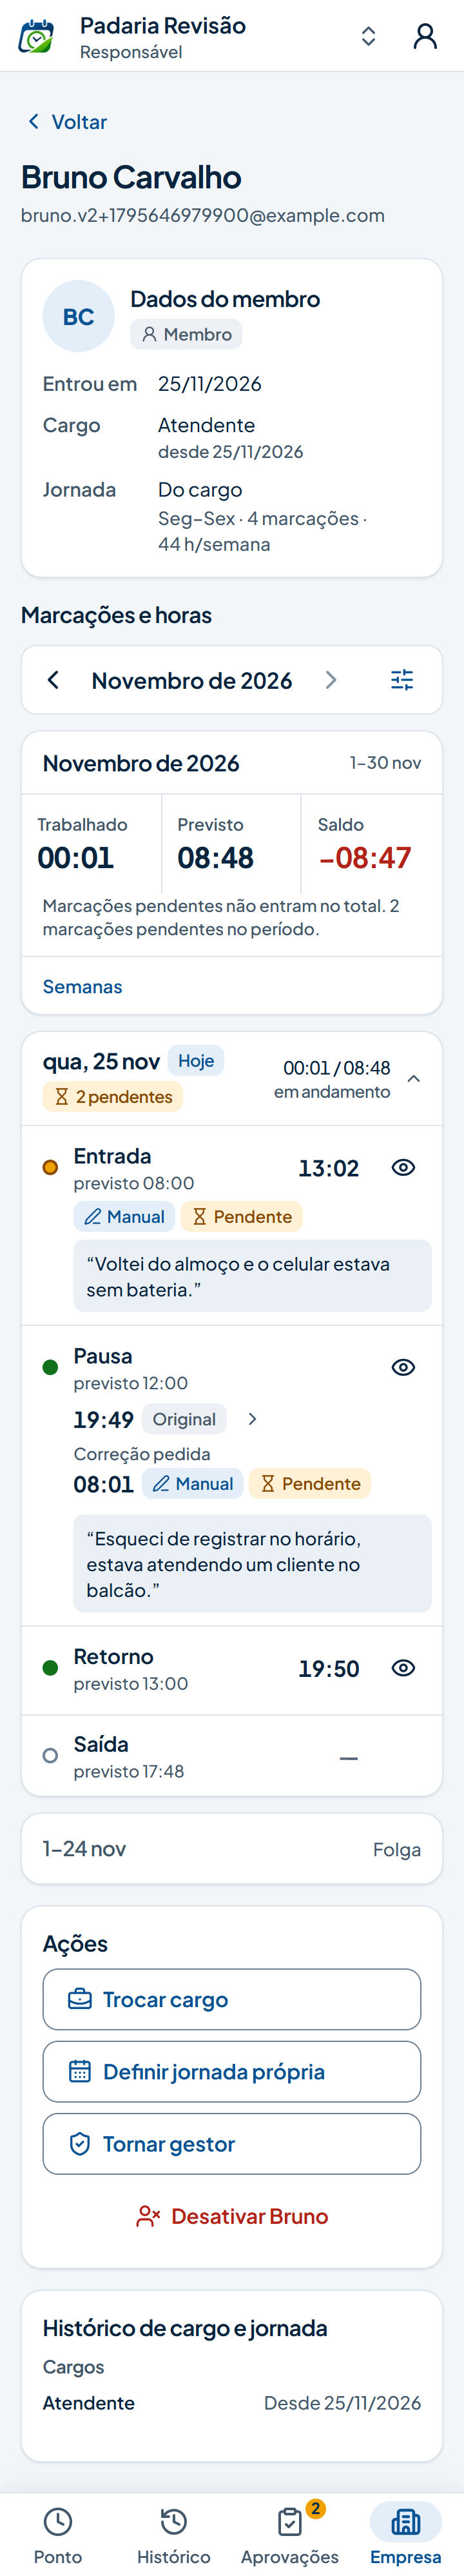 Padaria Revisão
Responsável
Voltar
Bruno Carvalho
bruno.v2+1795646979900@example.com
BC
Dados do membro
Membro
Entrou em 25/11/2026
Cargo Atendente
desde 25/11/2026
Jornada Do cargo
Seg–Sex · 4 marcações ·
44 h/semana
Marcações e horas
Novembro de 2026
Novembro de 2026 1–30 nov
Trabalhado Previsto Saldo
00:01 08:48 −08:47
Marcações pendentes não entram no total. 2
marcações pendentes no período.
Semanas
qua, 25 nov Hoje 00:01 / 08:48
2 pendentes em andamento
Entrada 13:02
previsto 08:00
Manual Pendente
“Voltei do almoço e o celular estava
sem bateria.”
Pausa
previsto 12:00
19:49 Original
Correção pedida
08:01 Manual Pendente
“Esqueci de registrar no horário,
estava atendendo um cliente no
balcão.”
Retorno 19:50
previsto 13:00
Saída —
previsto 17:48
1–24 nov Folga
Ações
Trocar cargo
Definir jornada própria
Tornar gestor
Desativar Bruno
Histórico de cargo e jornada
Cargos
Atendente Desde 25/11/2026
2
Ponto Histórico Aprovações Empresa